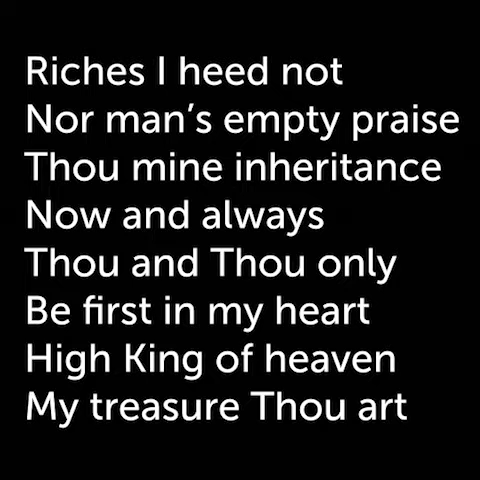 Riches I heed not
Nor man’s empty praise
Thou mine inheritance
Now and always
Thou and Thou only
Be first in my heart
High King of heaven
My treasure Thou art